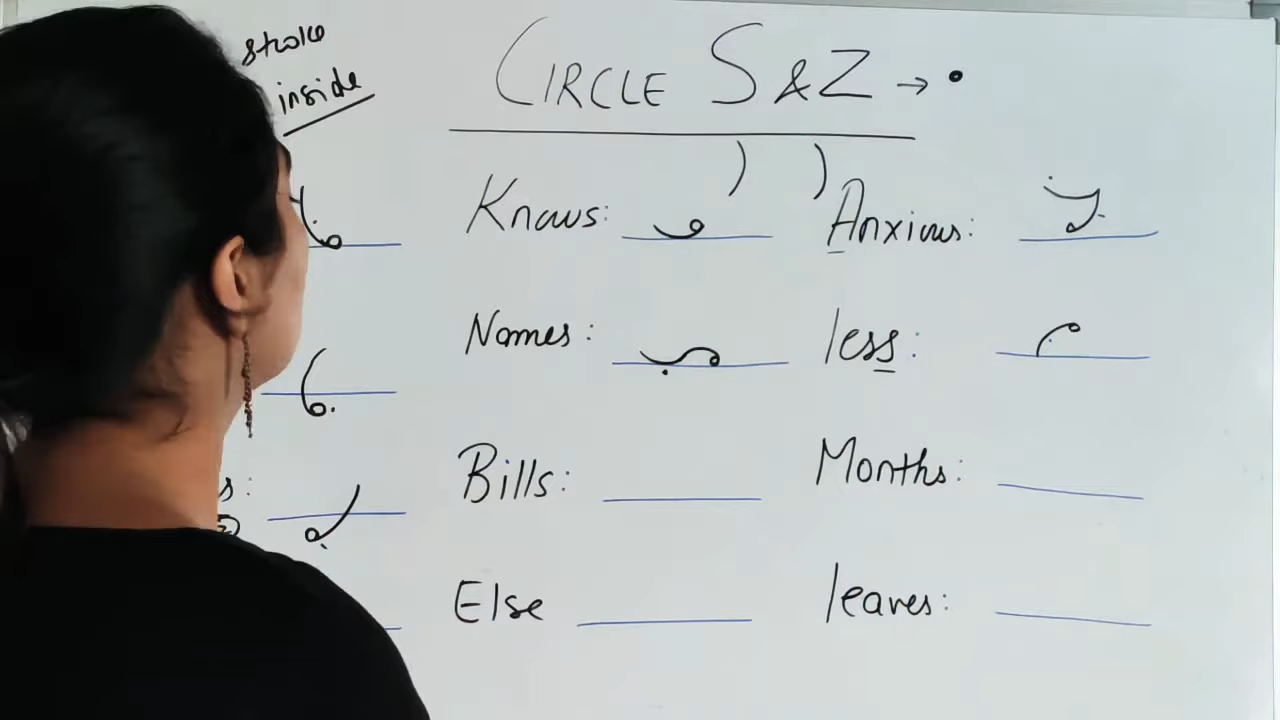 stroke
inside
CIRCLE S & Z →
Knows:
Anxious:
Names:
less:
s:
Bills:
Months:
Else
leaves: